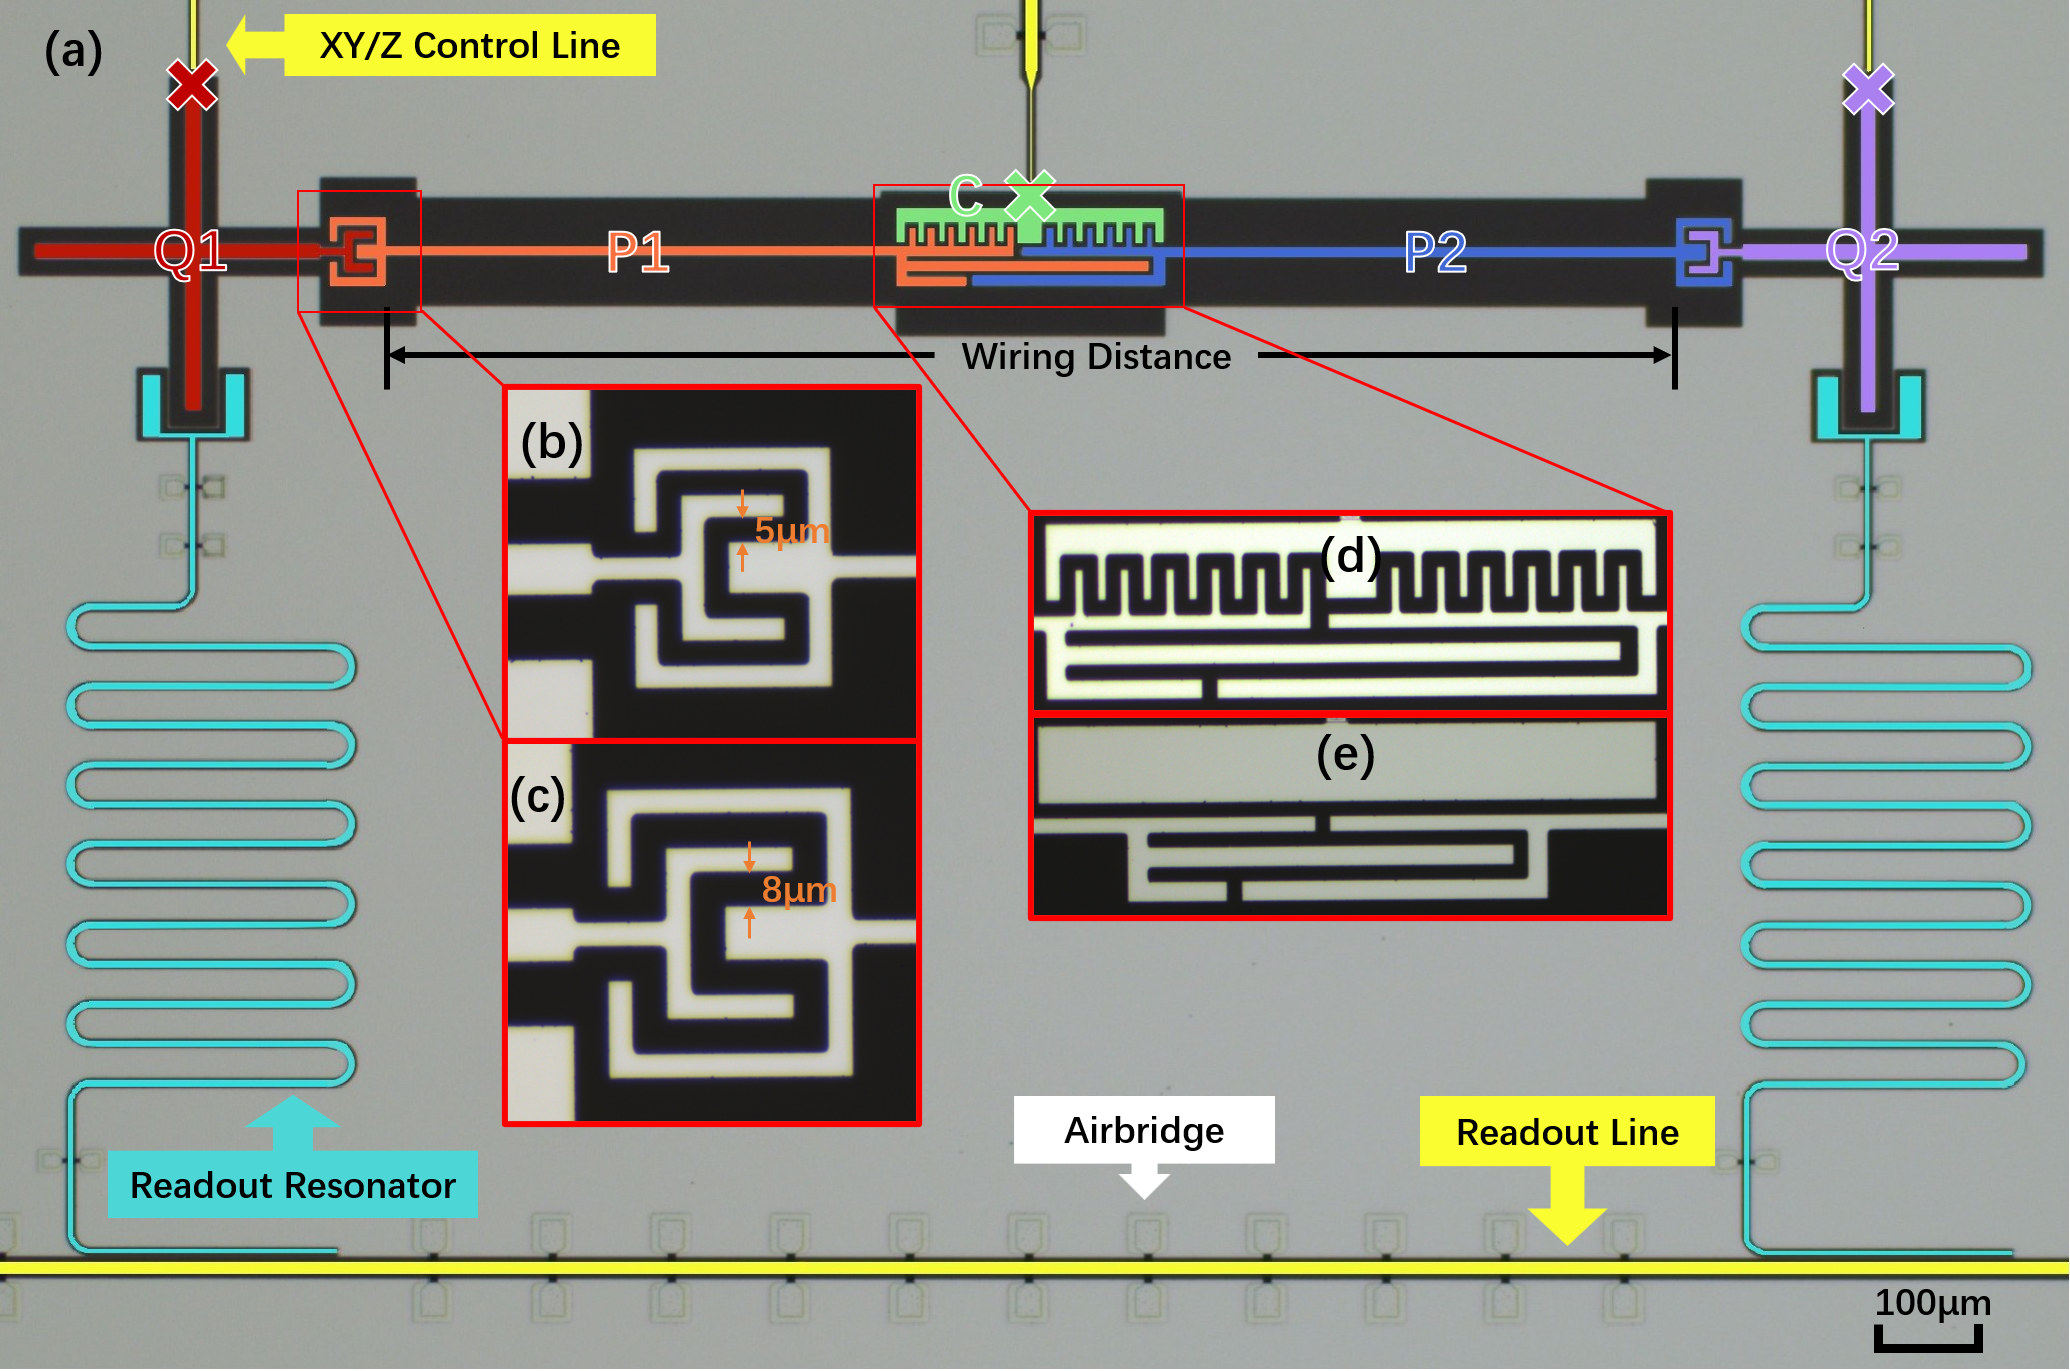 (a)
XY/Z Control Line
C
Q1
P1
P2
Q2
Wiring Distance
(b)
5μm
(d)
(e)
(c)
8μm
Airbridge
Readout Line
Readout Resonator
100μm